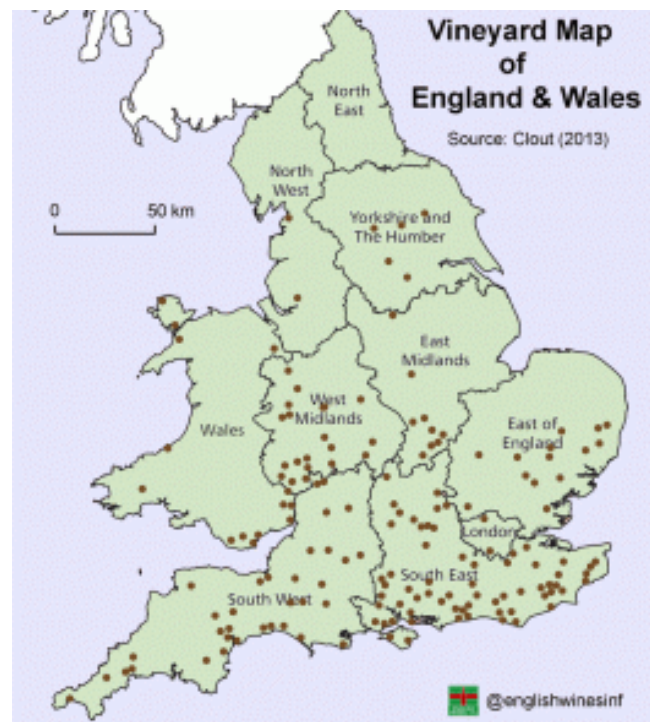 Vineyard Map
of
England & Wales
Source: Clout (2013)
North
East
North
West
0 50 km
Yorkshire and
The Humber
East
Midlands
West
Midlands
Wales
East of
England
London
South East
South West
@englishwinesinf